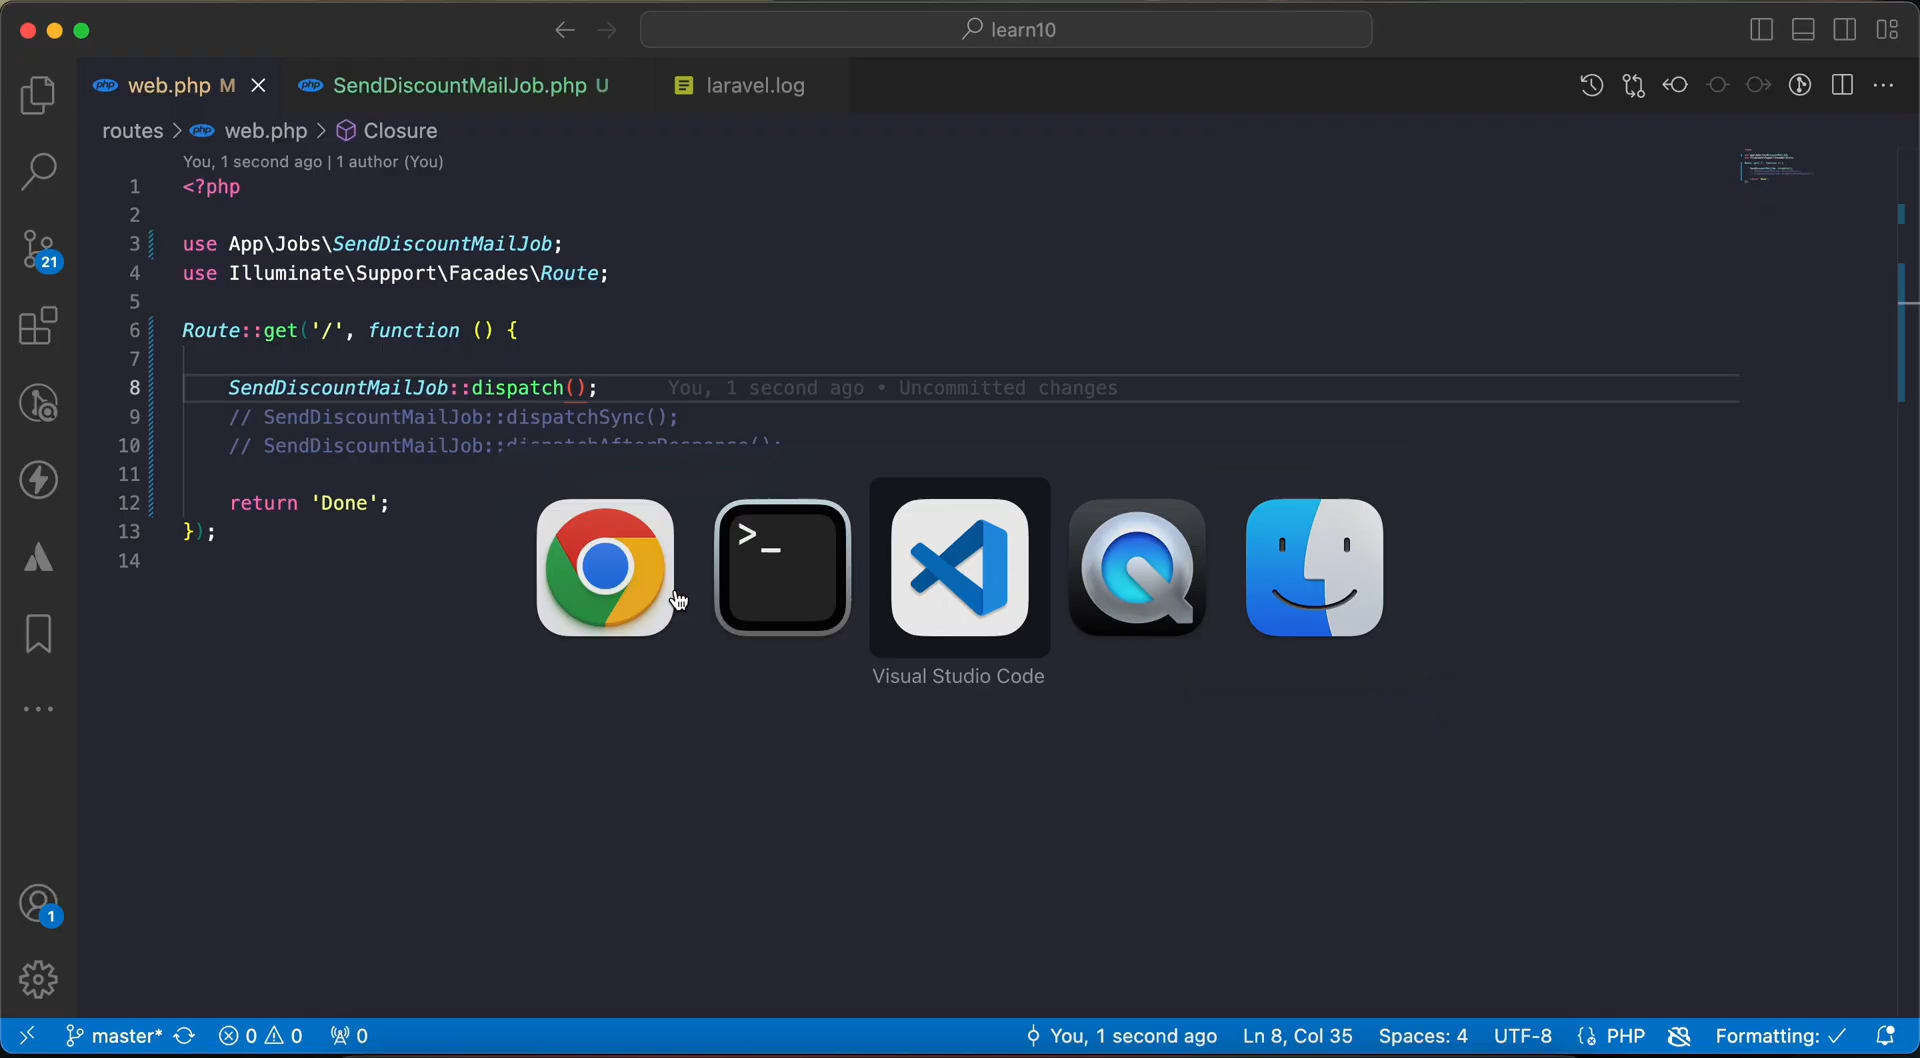 learn10
php web.php M
php SendDiscountMailJob.php U
laravel.log
routes > php web.php > Closure
You, 1 second ago | 1 author (You)
1 <?php
2
3 use App\Jobs\SendDiscountMailJob;
4 use Illuminate\Support\Facades\Route;
5
6 Route::get('/', function () {
7
8 SendDiscountMailJob::dispatch(); You, 1 second ago • Uncommitted changes
9 // SendDiscountMailJob::dispatchSync();
10 // SendDiscountMailJob::dispatchAfterResponse();
11
12 return 'Done';
13 });
14
21
>_
Visual Studio Code
1
master* 0 0 0 You, 1 second ago Ln 8, Col 35 Spaces: 4 UTF-8 {} PHP Formatting: ✓